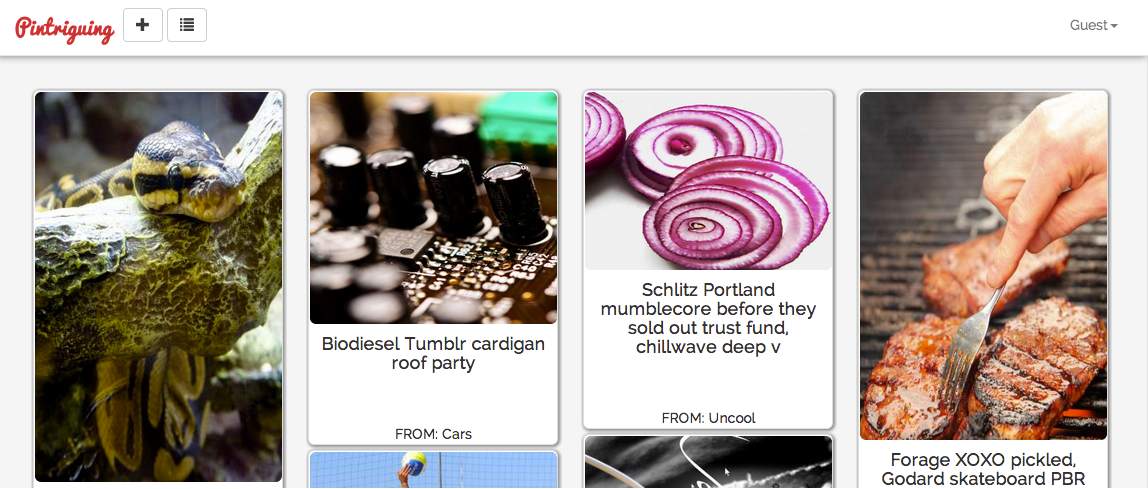 Pintriguing
Guest
Biodiesel Tumblr cardigan
roof party
FROM: Cars
Schlitz Portland
mumblecore before they
sold out trust fund,
chillwave deep v
FROM: Uncool
Forage XOXO pickled,
Godard skateboard PBR